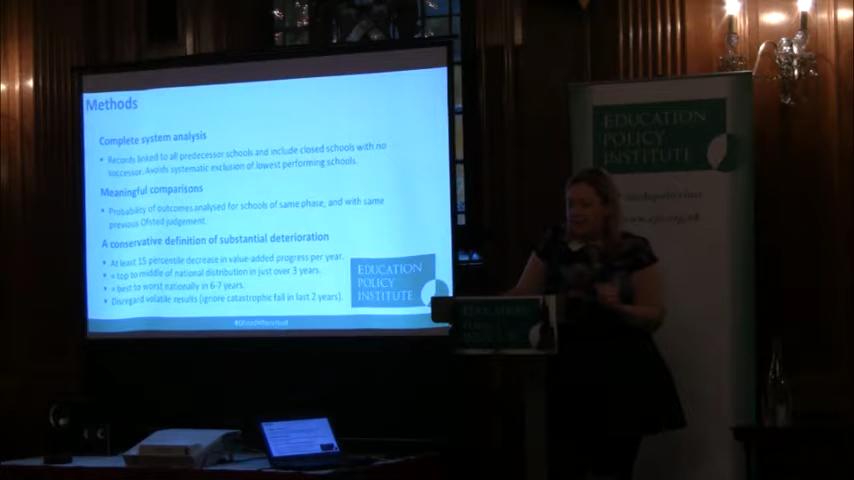 Methods
Complete system analysis
• Records linked to all predecessor schools and include closed schools with no
successor. Avoids systematic exclusion of lowest performing schools.
Meaningful comparisons
• Probability of outcomes analysed for schools of same phase, and with same
previous Ofsted judgement.
A conservative definition of substantial deterioration
• At least 15 percentile decrease in value-added progress per year.
• = top to middle of national distribution in just over 3 years.
• = best to worst nationally in 6-7 years.
• Disregard volatile results (ignore catastrophic fall in last 2 years).
EDUCATION
POLICY
INSTITUTE
EDUCATION
POLICY
INSTITUTE